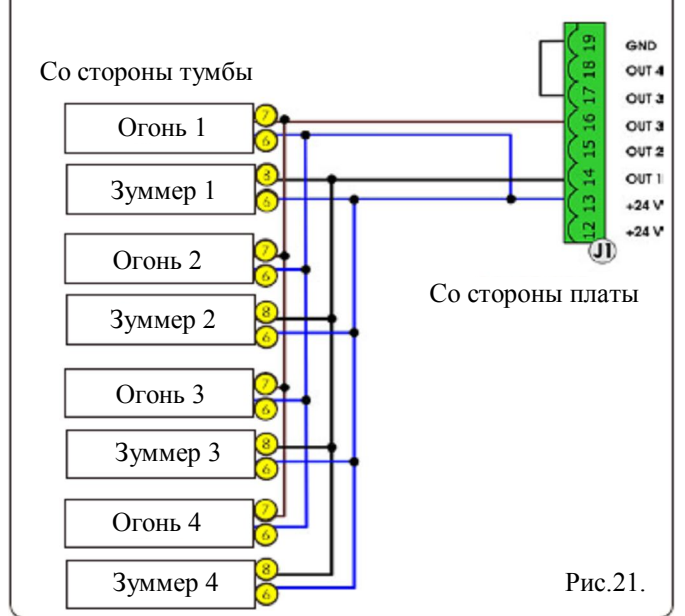 Со стороны тумбы
Огонь 1
7
6
Зуммер 1
8
6
Огонь 2
7
6
Зуммер 2
8
6
Огонь 3
7
6
Зуммер 3
8
6
Огонь 4
7
6
Зуммер 4
8
6
19 GND
18 OUT 4
17 OUT 3
16 OUT 3
15 OUT 2
14 OUT 1
13 +24 V
12 +24 V
J1
Со стороны платы
Рис.21.